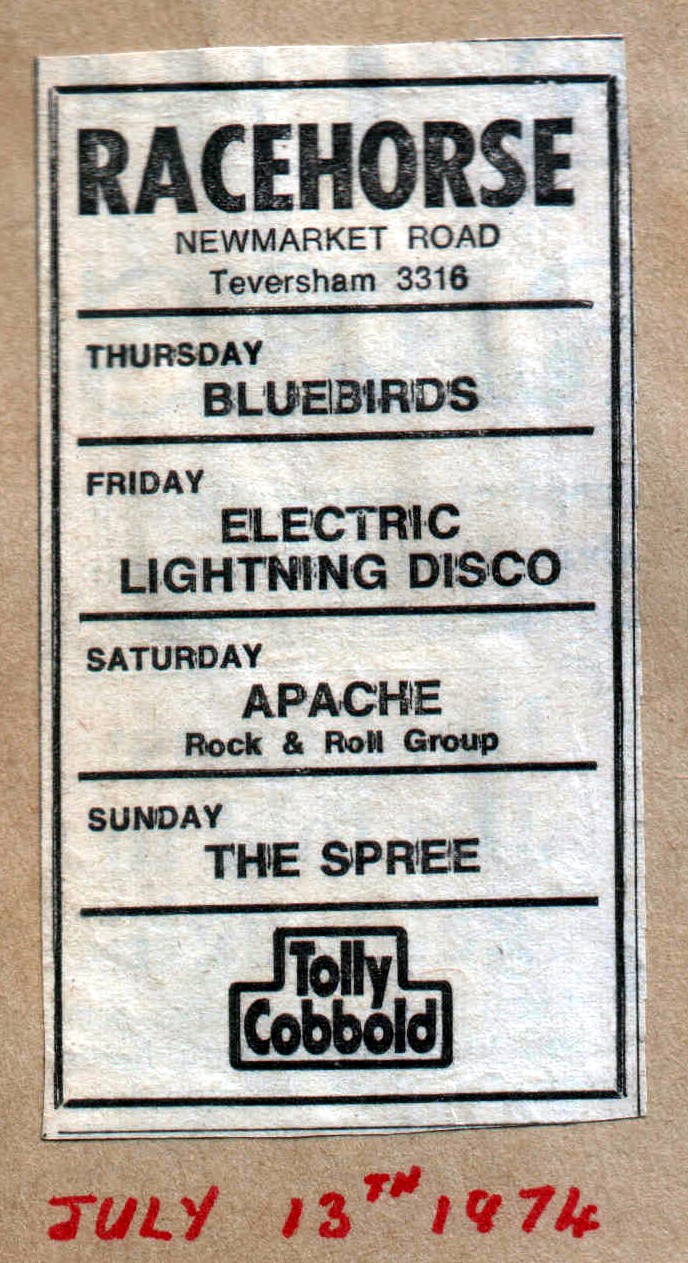 RACEHORSE
NEWMARKET ROAD
Teversham 3316
THURSDAY
BLUEBIRDS
FRIDAY
ELECTRIC
LIGHTNING DISCO
SATURDAY
APACHE
Rock & Roll Group
SUNDAY
THE SPREE
Tolly
Cobbold
JULY 13TH 1974